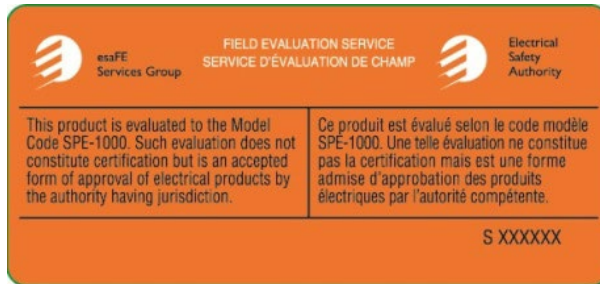 esaFE
Services Group
FIELD EVALUATION SERVICE
SERVICE D'ÉVALUATION DE CHAMP
Electrical
Safety
Authority
This product is evaluated to the Model
Code SPE-1000. Such evaluation does not
constitute certification but is an accepted
form of approval of electrical products by
the authority having jurisdiction.
Ce produit est évalué selon le code modèle
SPE-1000. Une telle évaluation ne constitue
pas la certification mais est une forme
admise d'approbation des produits
électriques par l'autorité compétente.
S XXXXXX